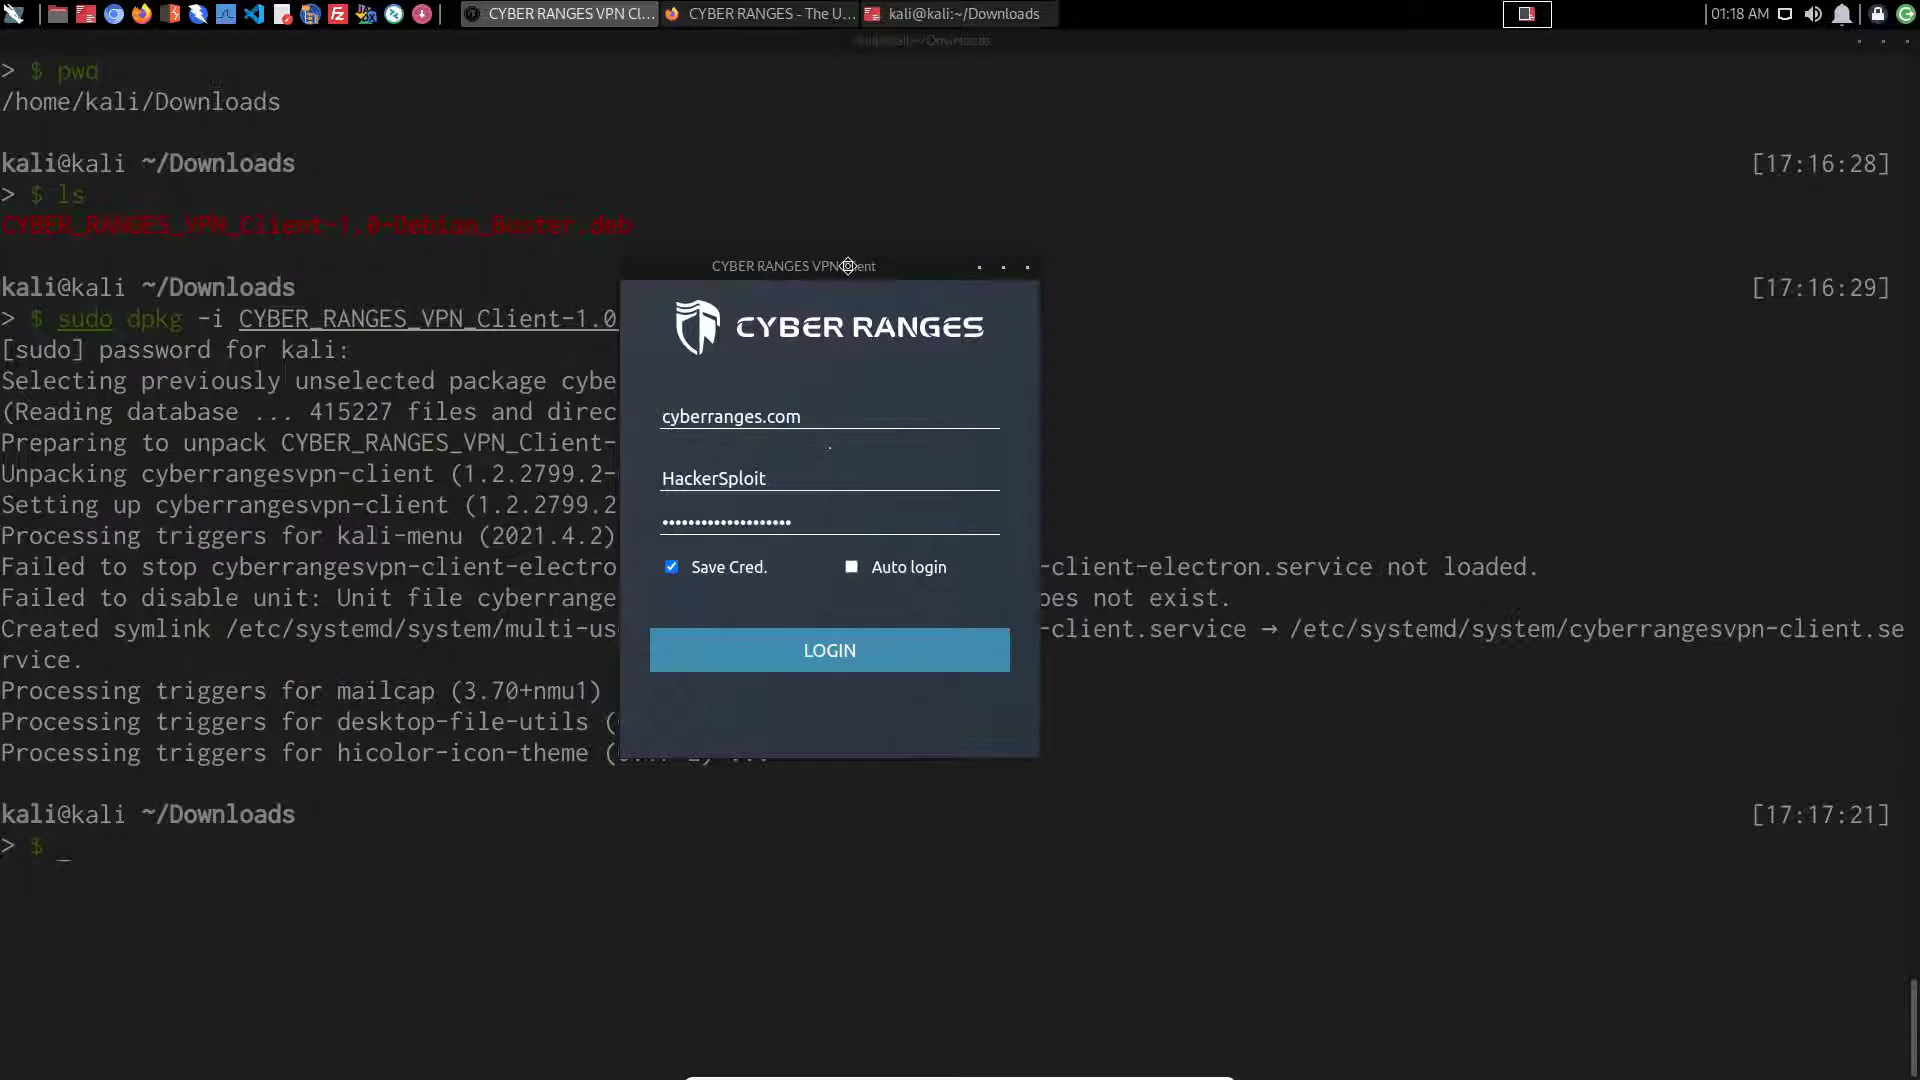 CYBER RANGES VPN Cl... CYBER RANGES - The U... kali@kali:~/Downloads 01:18 AM
kali@kali:~/Downloads
> $ pwd
/home/kali/Downloads
kali@kali ~/Downloads [17:16:28]
> $ ls
CYBER_RANGES_VPN_Client-1.0-Debian_Buster.deb
kali@kali ~/Downloads [17:16:29]
> $ sudo dpkg -i CYBER_RANGES_VPN_Client-1.0
[sudo] password for kali:
Selecting previously unselected package cybe
(Reading database ... 415227 files and direc
Preparing to unpack CYBER_RANGES_VPN_Client-
Unpacking cyberrangesvpn-client (1.2.2799.2-
Setting up cyberrangesvpn-client (1.2.2799.2
Processing triggers for kali-menu (2021.4.2)
Failed to stop cyberrangesvpn-client-electro -client-electron.service not loaded.
Failed to disable unit: Unit file cyberrange oes not exist.
Created symlink /etc/systemd/system/multi-us -client.service → /etc/systemd/system/cyberrangesvpn-client.se
rvice.
Processing triggers for mailcap (3.70+nmu1)
Processing triggers for desktop-file-utils (
Processing triggers for hicolor-icon-theme (
kali@kali ~/Downloads [17:17:21]
> $ _
CYBER RANGES VPN
CYBER RANGES
cyberranges.com
HackerSploit
••••••••••••••••••••
Save Cred. Auto login
LOGIN